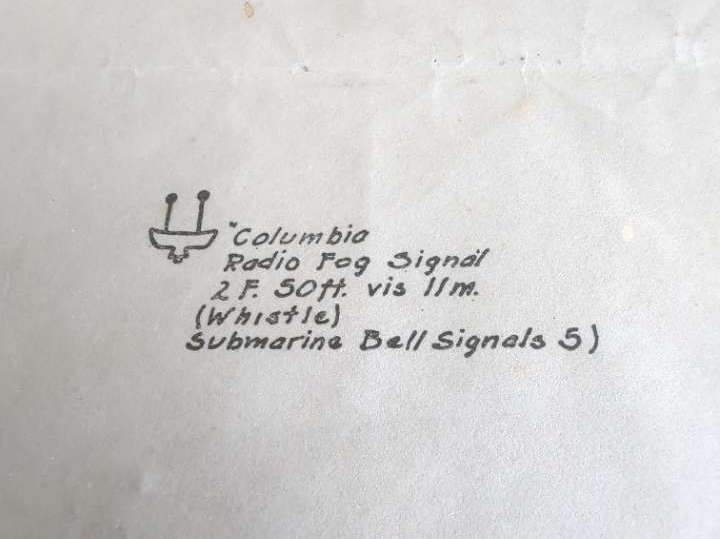 "Columbia
Radio Fog Signal
2 F. 50ft. vis 11m.
(Whistle)
Submarine Bell Signals 5)